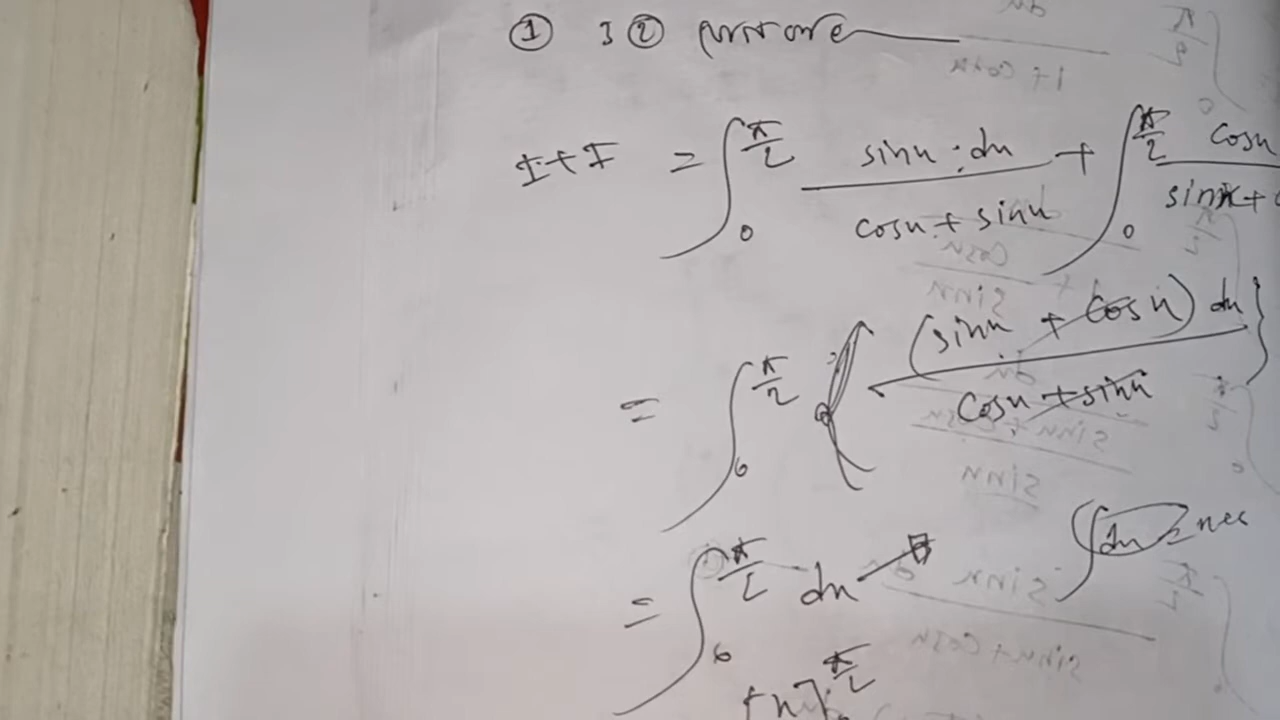 ① ও ②
I + I = ∫₀^{π/2} sinx . dx / cosx + sinx + ∫₀^{π/2} cosx / sinx +
= ∫₀^{π/2} { (sinx + cosx) dx / cosx + sinx }
= ∫₀^{π/2} dx ∫dx = x+c
[x]^{π/2}